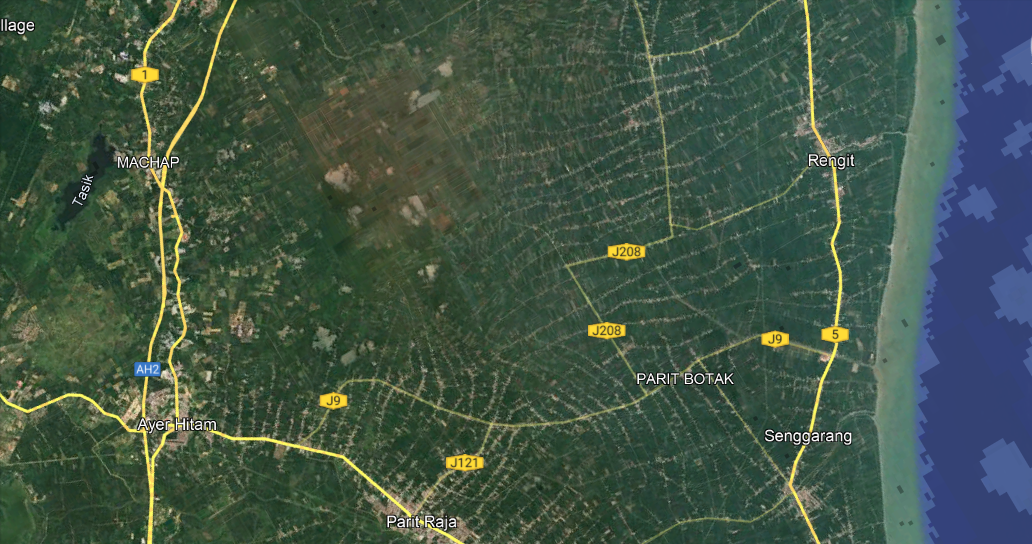 llage
1
MACHAP
Tasik
Rengit
J208
J208
J9
5
AH2
PARIT BOTAK
J9
Ayer Hitam
Senggarang
J121
Parit Raja